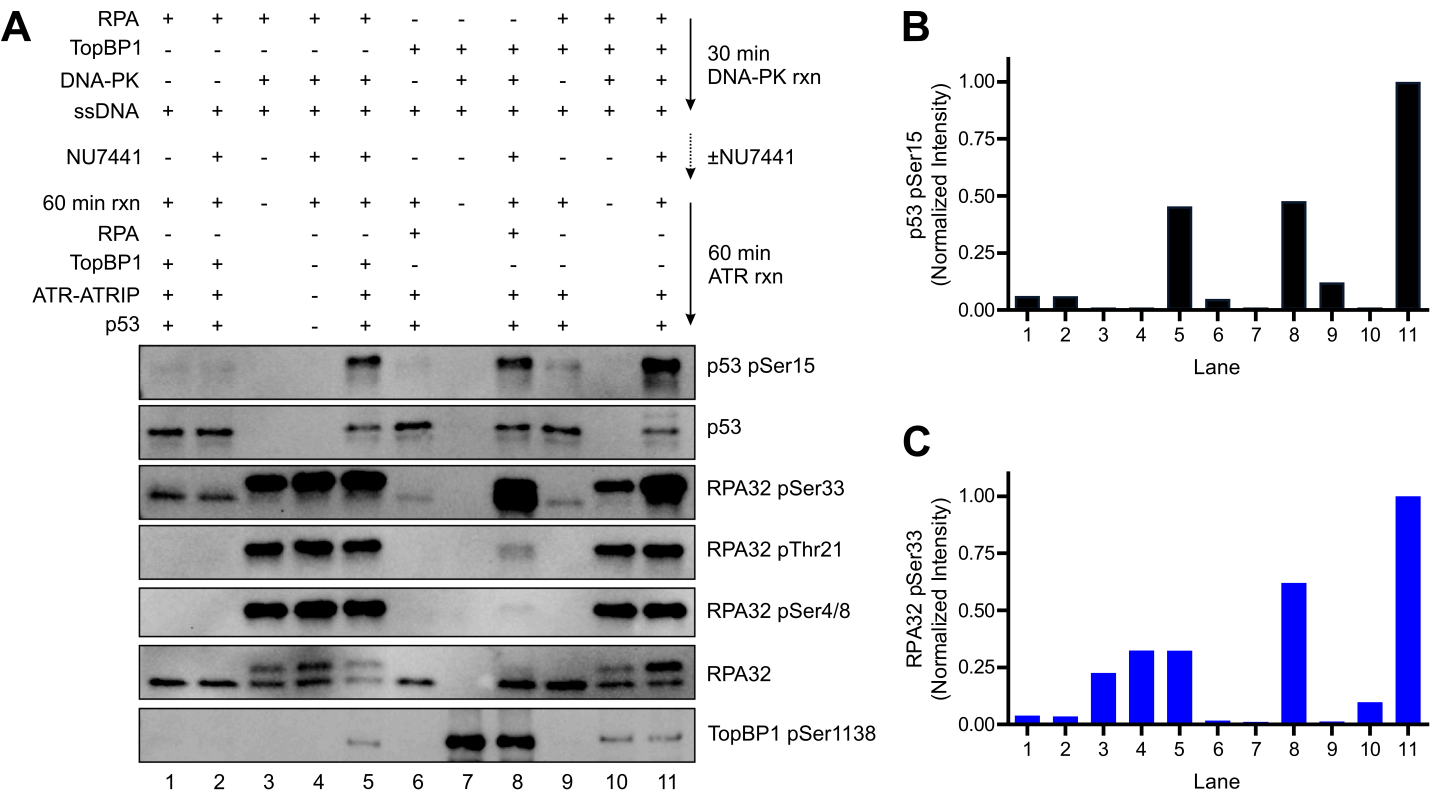 A
RPA + + + + + - - - + + +
TopBP1 - - - - - + + + + + +
DNA-PK - - + + + - + + - + +
ssDNA + + + + + + + + + + +
30 min
DNA-PK rxn
NU7441 - + - + + - - + - - +
±NU7441
60 min rxn + + - + + + - + + - +
RPA - - - - + + - -
TopBP1 + + - + - - - -
ATR-ATRIP + + - + + + + +
p53 + + - + + + + +
60 min
ATR rxn
p53 pSer15
p53
RPA32 pSer33
RPA32 pThr21
RPA32 pSer4/8
RPA32
TopBP1 pSer1138
1 2 3 4 5 6 7 8 9 10 11
B
p53 pSer15
(Normalized Intensity)
1.00
0.75
0.50
0.25
0.00
1 2 3 4 5 6 7 8 9 10 11
Lane
C
RPA32 pSer33
(Normalized Intensity)
1.00
0.75
0.50
0.25
0.00
1 2 3 4 5 6 7 8 9 10 11
Lane